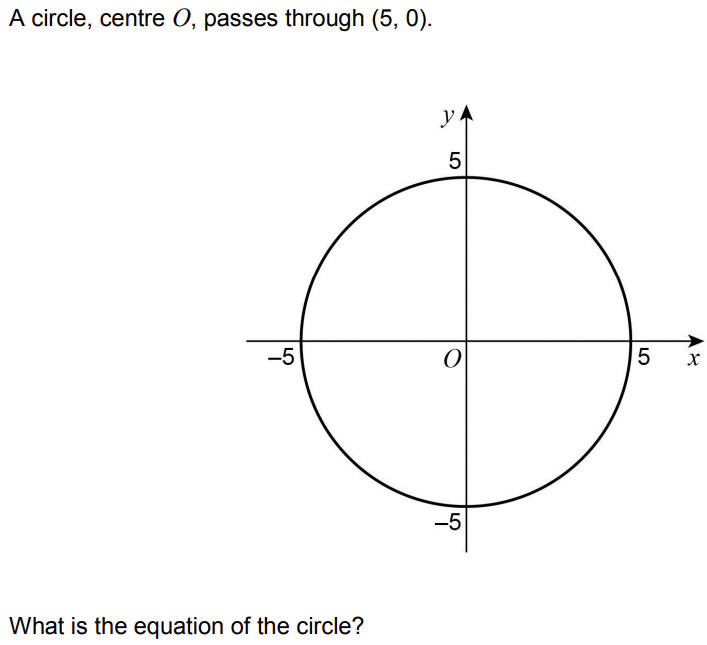 A circle, centre O, passes through (5, 0).
y
5
–5
O
5
x
–5
What is the equation of the circle?